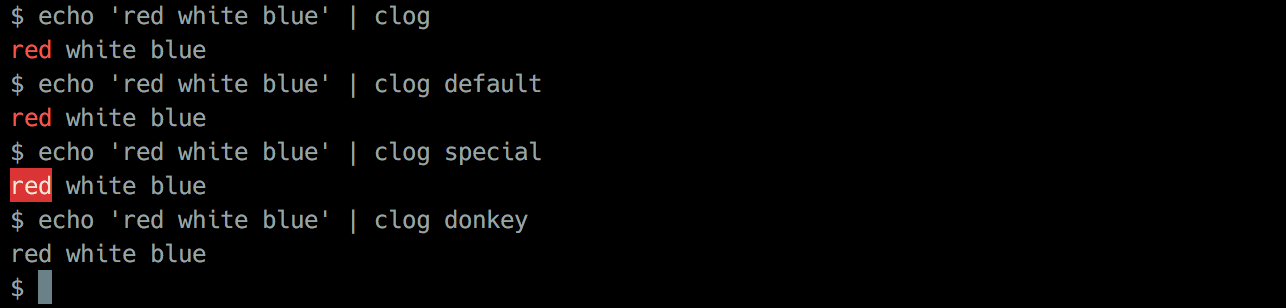 $ echo 'red white blue' | clog
red white blue
$ echo 'red white blue' | clog default
red white blue
$ echo 'red white blue' | clog special
red white blue
$ echo 'red white blue' | clog donkey
red white blue
$